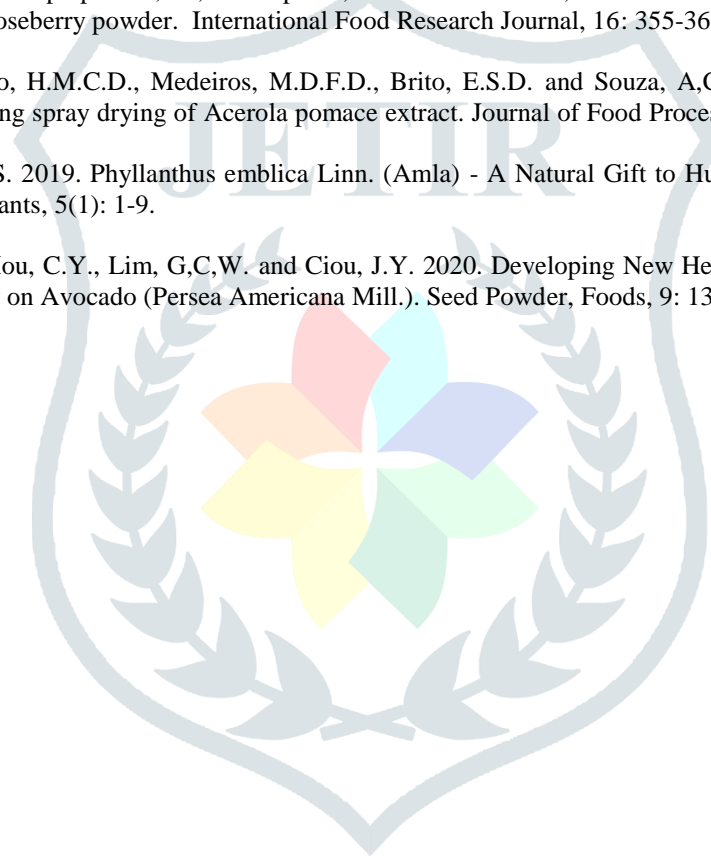 oseberry powder. International Food Research Journal, 16: 355-36
o, H.M.C.D., Medeiros, M.D.F.D., Brito, E.S.D. and Souza, A,C
ng spray drying of Acerola pomace extract. Journal of Food Proces
S. 2019. Phyllanthus emblica Linn. (Amla) - A Natural Gift to Hu
ants, 5(1): 1-9.
ou, C.Y., Lim, G,C,W. and Ciou, J.Y. 2020. Developing New He
on Avocado (Persea Americana Mill.). Seed Powder, Foods, 9: 13
JETIR